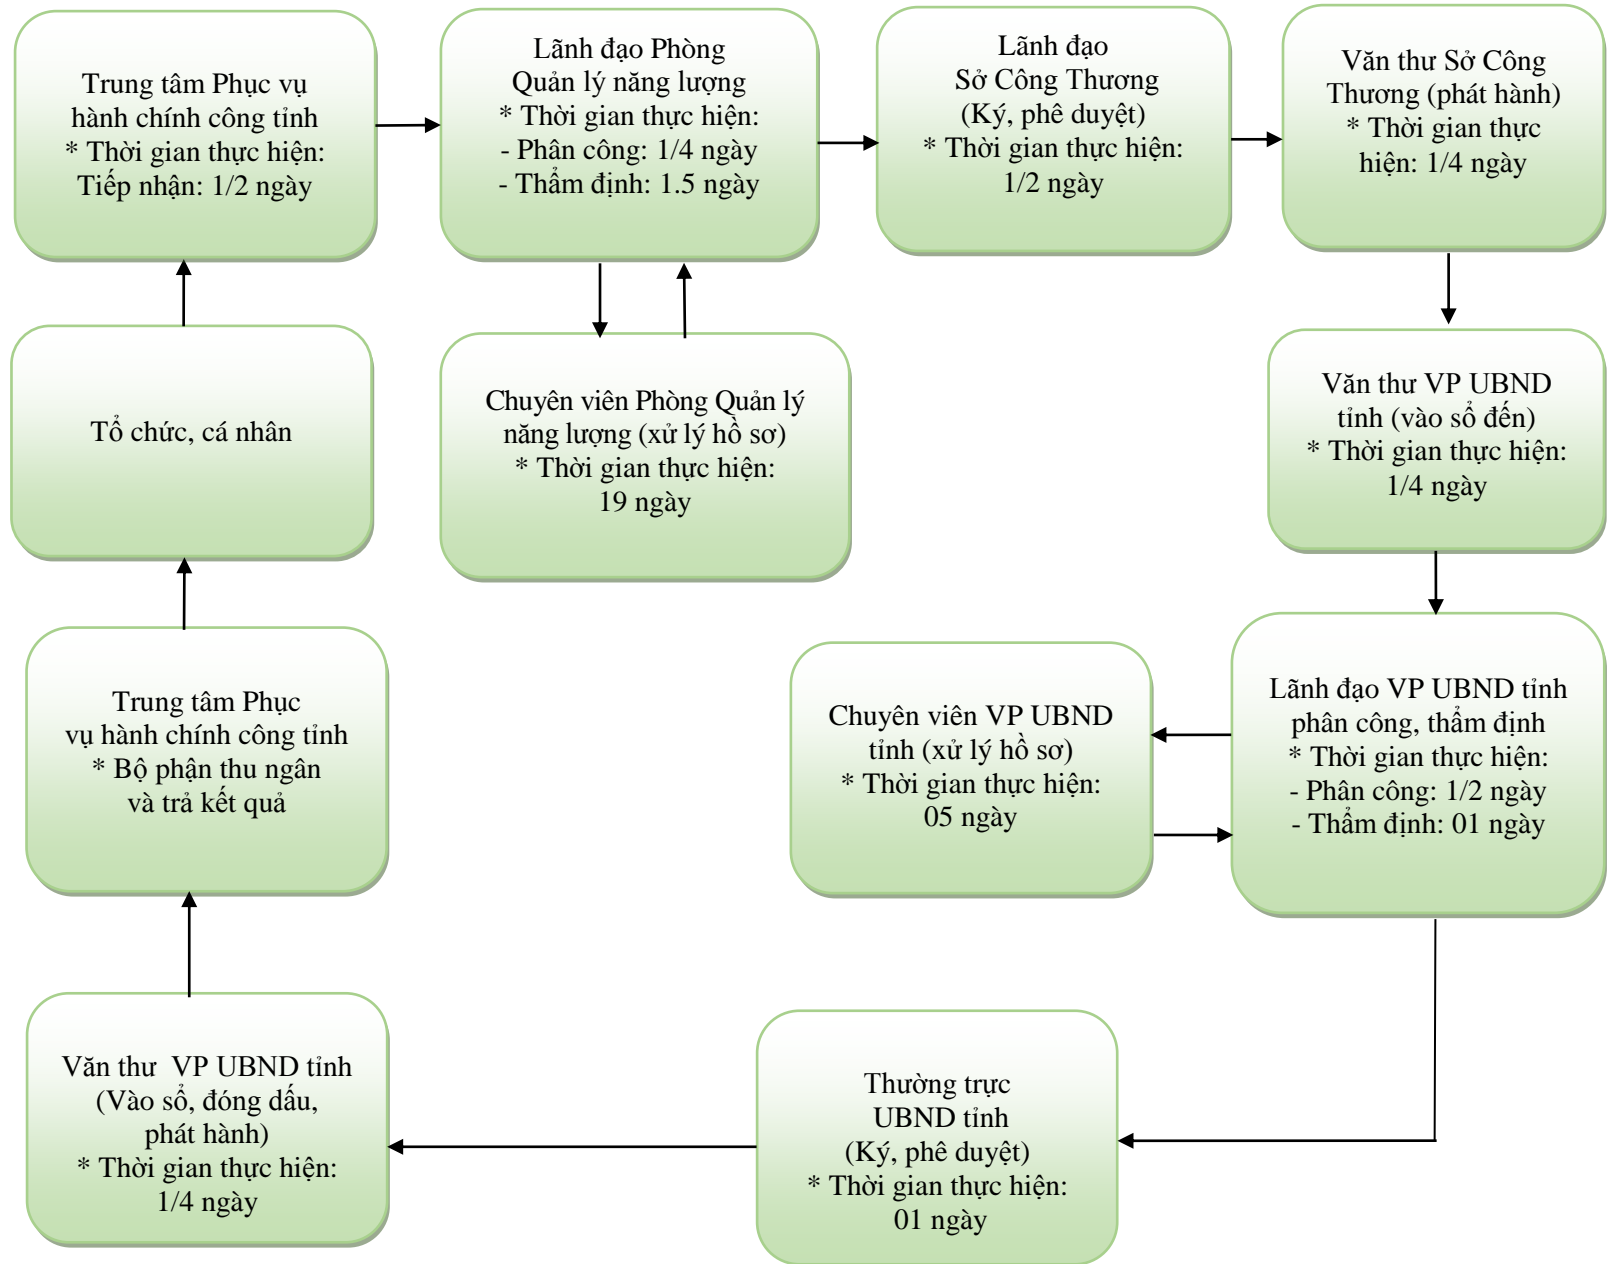 Trung tâm Phục vụ
hành chính công tỉnh
* Thời gian thực hiện:
Tiếp nhận: 1/2 ngày
Lãnh đạo Phòng
Quản lý năng lượng
* Thời gian thực hiện:
- Phân công: 1/4 ngày
- Thẩm định: 1.5 ngày
Lãnh đạo
Sở Công Thương
(Ký, phê duyệt)
* Thời gian thực hiện:
1/2 ngày
Văn thư Sở Công
Thương (phát hành)
* Thời gian thực
hiện: 1/4 ngày
Tổ chức, cá nhân
Chuyên viên Phòng Quản lý
năng lượng (xử lý hồ sơ)
* Thời gian thực hiện:
19 ngày
Văn thư VP UBND
tỉnh (vào sổ đến)
* Thời gian thực hiện:
1/4 ngày
Trung tâm Phục
vụ hành chính công tỉnh
* Bộ phận thu ngân
và trả kết quả
Chuyên viên VP UBND
tỉnh (xử lý hồ sơ)
* Thời gian thực hiện:
05 ngày
Lãnh đạo VP UBND tỉnh
phân công, thẩm định
* Thời gian thực hiện:
- Phân công: 1/2 ngày
- Thẩm định: 01 ngày
Văn thư VP UBND tỉnh
(Vào sổ, đóng dấu,
phát hành)
* Thời gian thực hiện:
1/4 ngày
Thường trực
UBND tỉnh
(Ký, phê duyệt)
* Thời gian thực hiện:
01 ngày